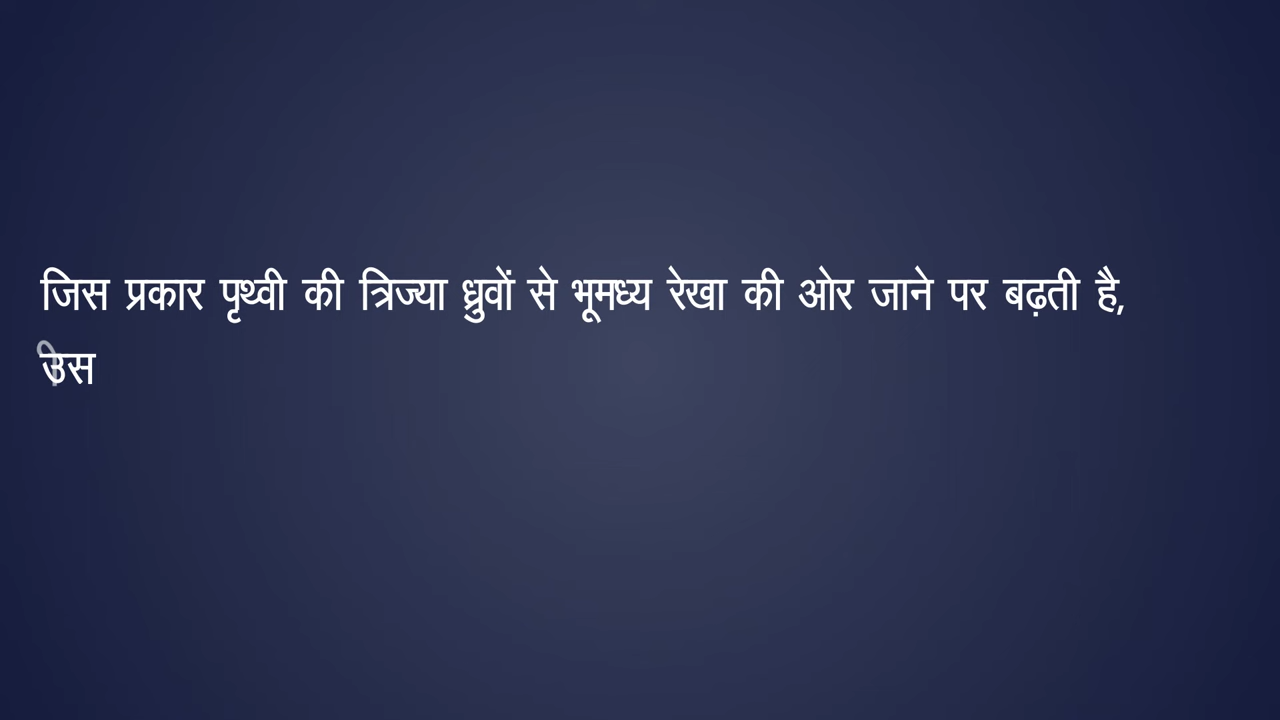 जिस प्रकार पृथ्वी की त्रिज्या ध्रुवों से भूमध्य रेखा की ओर जाने पर बढ़ती है,
उस